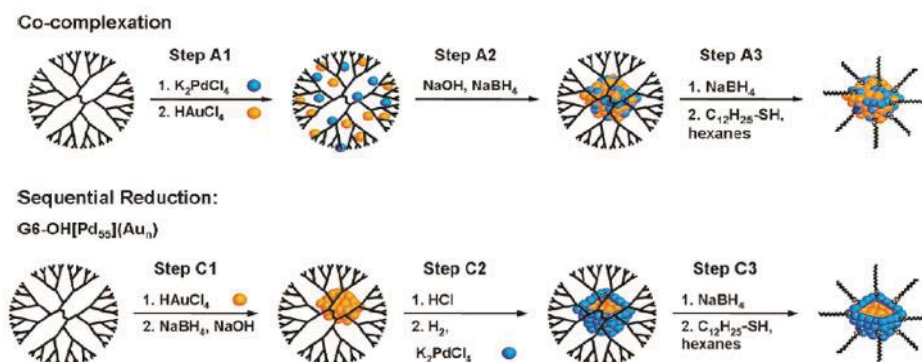 Co-complexation
Step A1
1. K₂PdCl₄
2. HAuCl₄
Step A2
NaOH, NaBH₄
Step A3
1. NaBH₄
2. C₁₂H₂₅-SH,
hexanes
Sequential Reduction:
G6-OH[Pd₅₅](Auₙ)
Step C1
1. HAuCl₄
2. NaBH₄, NaOH
Step C2
1. HCl
2. H₂,
K₂PdCl₄
Step C3
1. NaBH₄
2. C₁₂H₂₅-SH,
hexanes